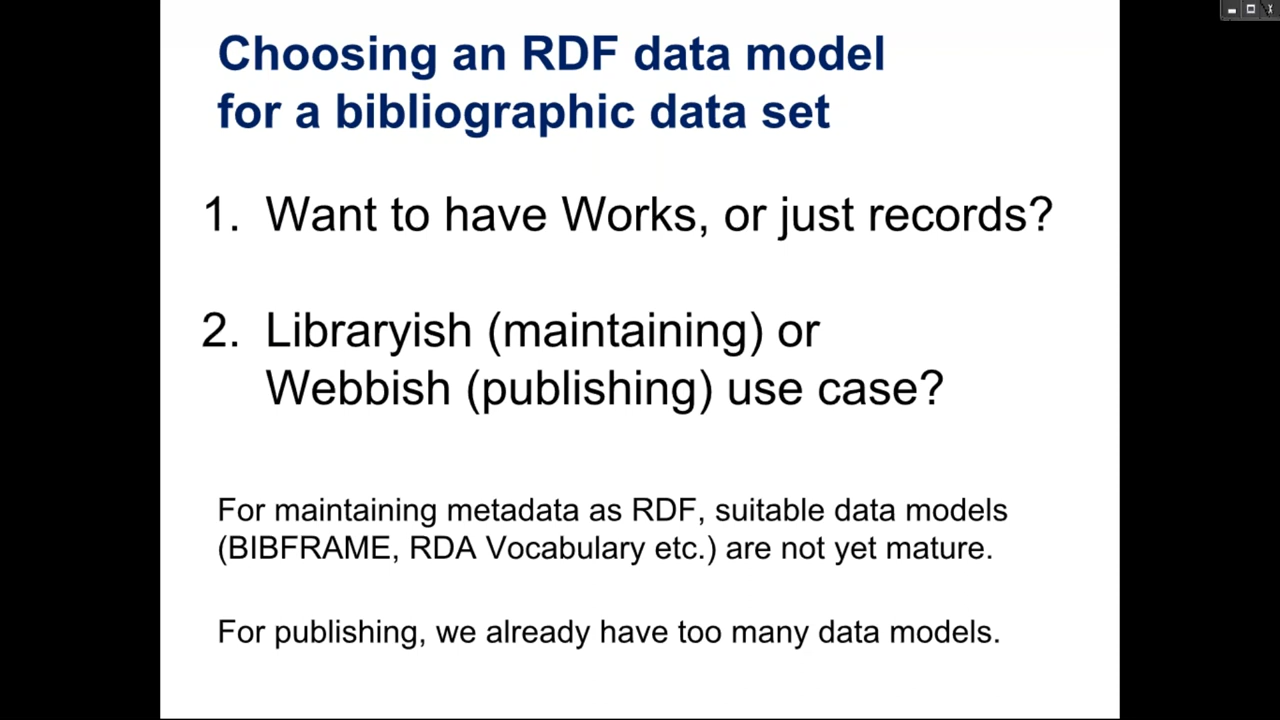 Choosing an RDF data model
for a bibliographic data set
1. Want to have Works, or just records?
2. Libraryish (maintaining) or
Webbish (publishing) use case?
For maintaining metadata as RDF, suitable data models
(BIBFRAME, RDA Vocabulary etc.) are not yet mature.
For publishing, we already have too many data models.